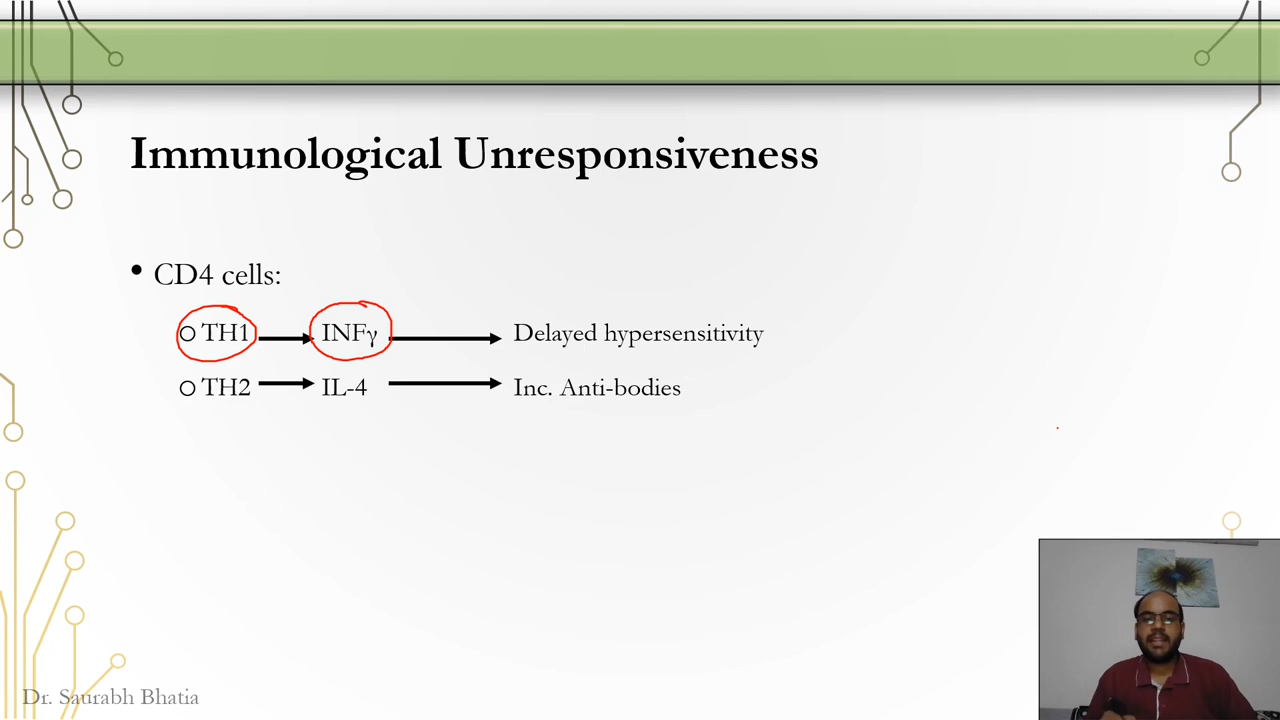 Immunological Unresponsiveness
• CD4 cells:
○ TH1 → INFγ → Delayed hypersensitivity
○ TH2 → IL-4 → Inc. Anti-bodies
Dr. Saurabh Bhatia